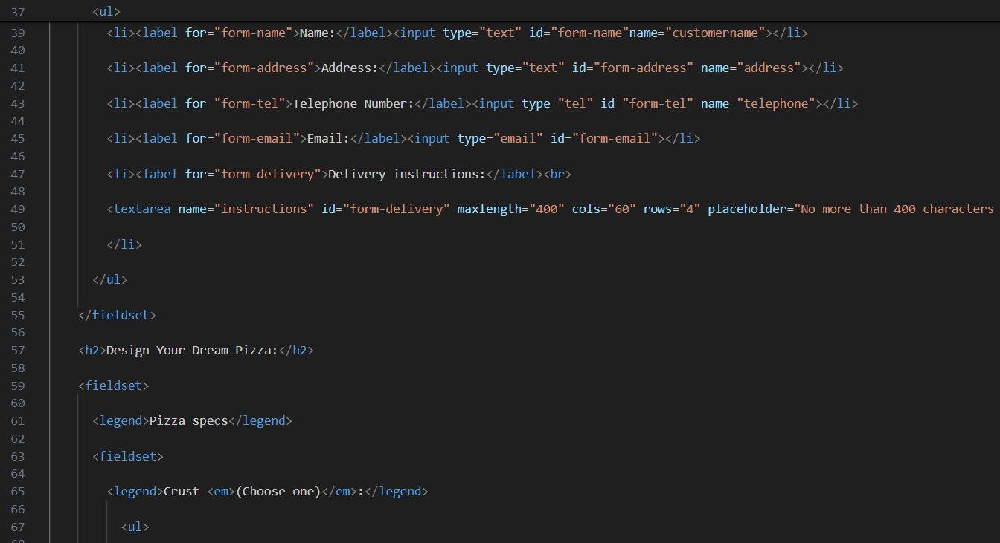 37 <ul>
39 <li><label for="form-name">Name:</label><input type="text" id="form-name"name="customername"></li>
40
41 <li><label for="form-address">Address:</label><input type="text" id="form-address" name="address"></li>
42
43 <li><label for="form-tel">Telephone Number:</label><input type="tel" id="form-tel" name="telephone"></li>
44
45 <li><label for="form-email">Email:</label><input type="email" id="form-email"></li>
46
47 <li><label for="form-delivery">Delivery instructions:</label><br>
48
49 <textarea name="instructions" id="form-delivery" maxlength="400" cols="60" rows="4" placeholder="No more than 400 characters
50
51 </li>
52
53 </ul>
54
55 </fieldset>
56
57 <h2>Design Your Dream Pizza:</h2>
58
59 <fieldset>
60
61 <legend>Pizza specs</legend>
62
63 <fieldset>
64
65 <legend>Crust <em>(Choose one)</em>:</legend>
66
67 <ul>
68